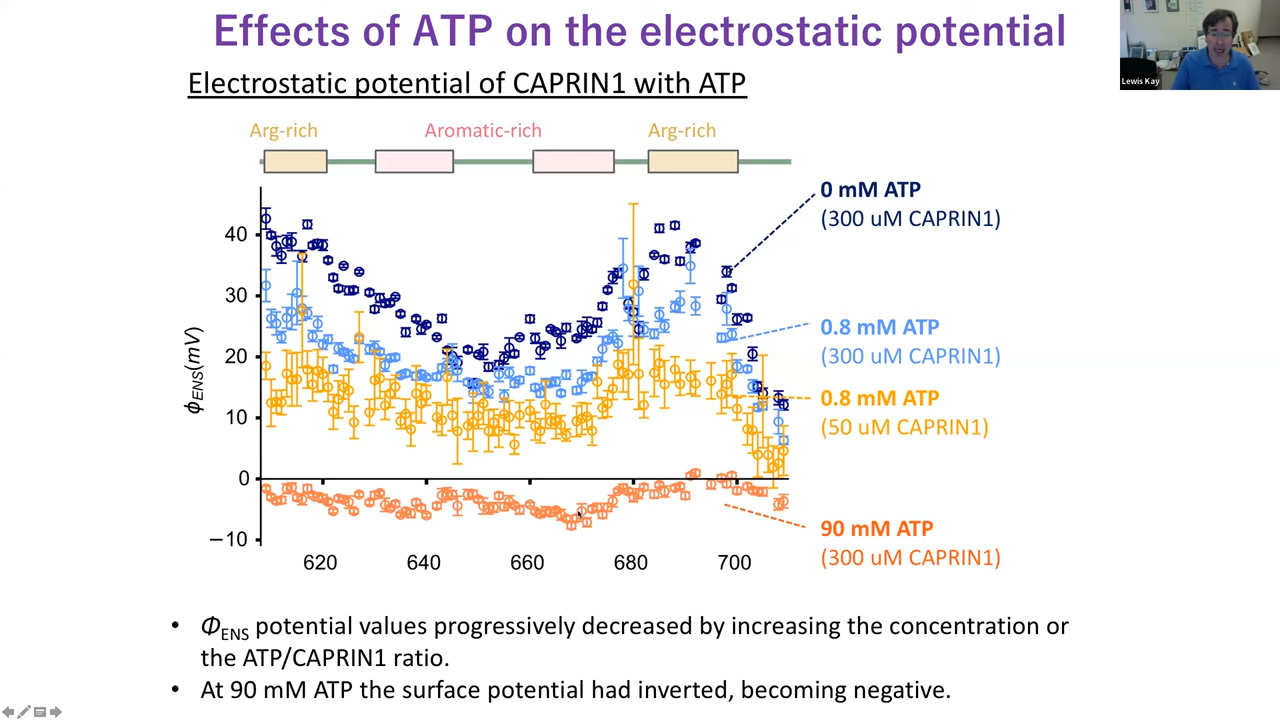 Effects of ATP on the electrostatic potential
Lewis Kay
Electrostatic potential of CAPRIN1 with ATP
Arg-rich
Aromatic-rich
Arg-rich
0 mM ATP
(300 uM CAPRIN1)
0.8 mM ATP
(300 uM CAPRIN1)
0.8 mM ATP
(50 uM CAPRIN1)
90 mM ATP
(300 uM CAPRIN1)
ϕENS(mV)
40
30
20
10
0
−10
620 640 660 680 700
• ΦENS potential values progressively decreased by increasing the concentration or
the ATP/CAPRIN1 ratio.
• At 90 mM ATP the surface potential had inverted, becoming negative.